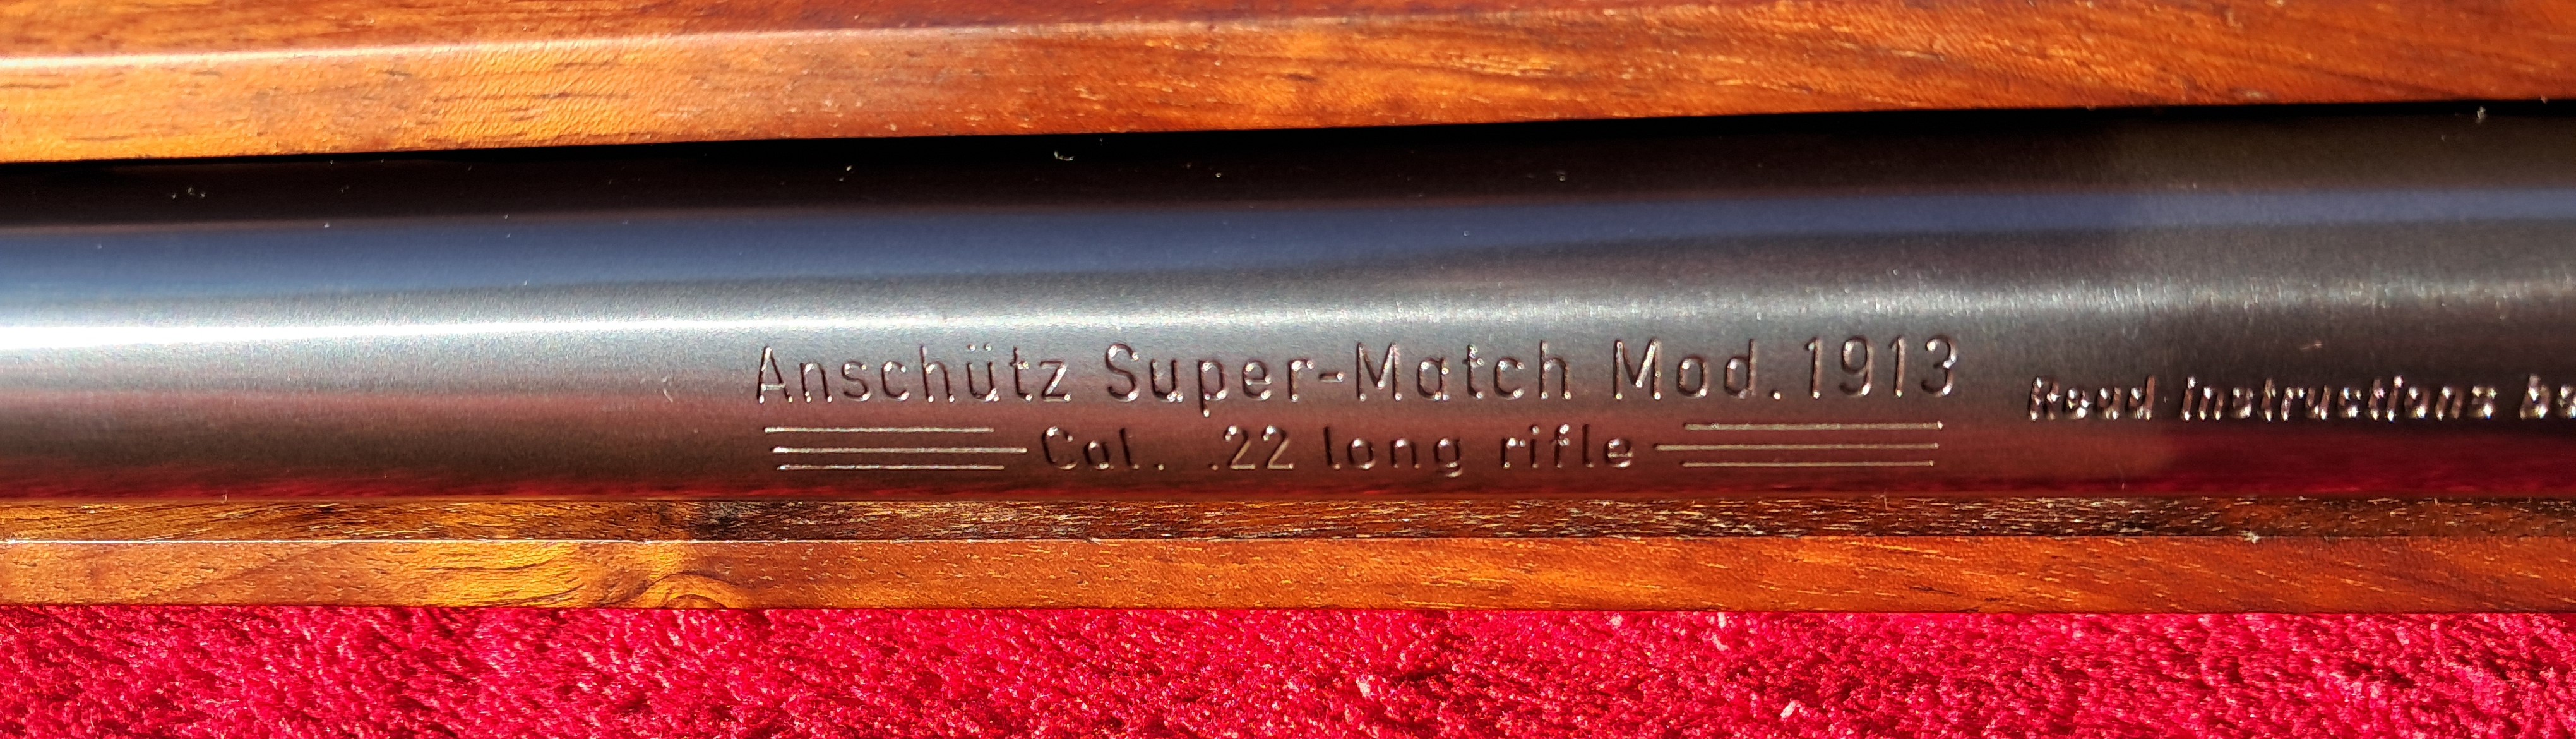 Anschütz Super-Match Mod. 1913
Cal. .22 long rifle
Read instructions